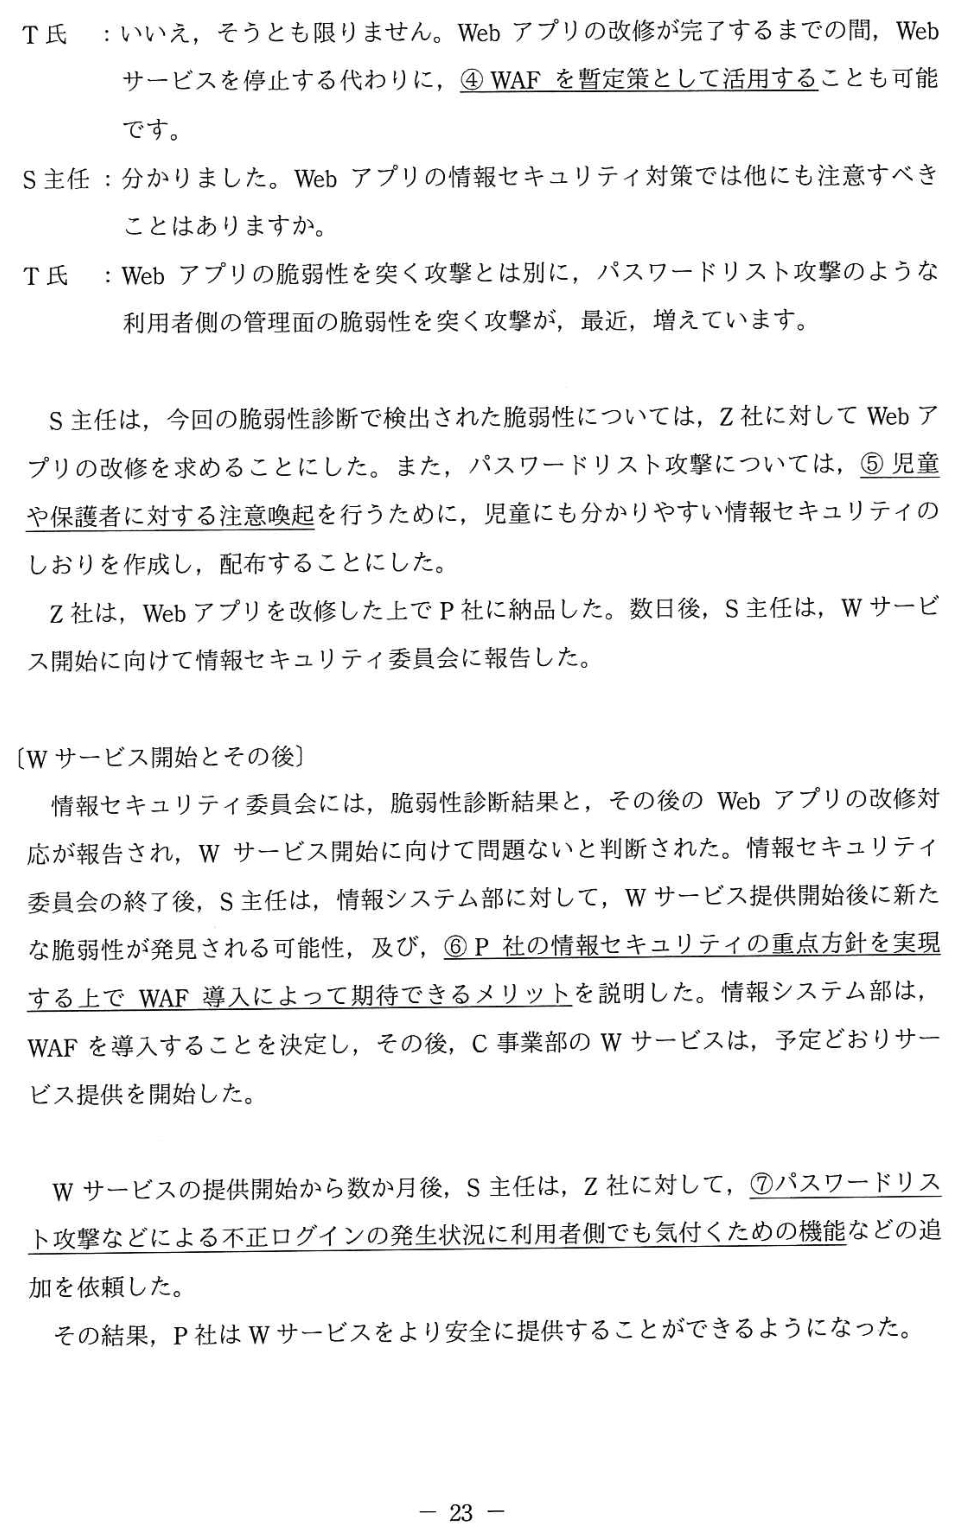 T氏　：いいえ，そうとも限りません。Web アプリの改修が完了するまでの間，Web
サービスを停止する代わりに，④WAF を暫定策として活用することも可能
です。
S主任：分かりました。Web アプリの情報セキュリティ対策では他にも注意すべき
ことはありますか。
T氏　：Web アプリの脆弱性を突く攻撃とは別に，パスワードリスト攻撃のような
利用者側の管理面の脆弱性を突く攻撃が，最近，増えています。
S主任は，今回の脆弱性診断で検出された脆弱性については，Z社に対して Web ア
プリの改修を求めることにした。また，パスワードリスト攻撃については，⑤児童
や保護者に対する注意喚起を行うために，児童にも分かりやすい情報セキュリティの
しおりを作成し，配布することにした。
Z社は，Web アプリを改修した上でP社に納品した。数日後，S主任は，Wサービ
ス開始に向けて情報セキュリティ委員会に報告した。
〔Wサービス開始とその後〕
情報セキュリティ委員会には，脆弱性診断結果と，その後の Web アプリの改修対
応が報告され，W サービス開始に向けて問題ないと判断された。情報セキュリティ
委員会の終了後，S主任は，情報システム部に対して，Wサービス提供開始後に新た
な脆弱性が発見される可能性，及び，⑥P 社の情報セキュリティの重点方針を実現
する上で WAF 導入によって期待できるメリットを説明した。情報システム部は，
WAF を導入することを決定し，その後，C 事業部の W サービスは，予定どおりサー
ビス提供を開始した。
W サービスの提供開始から数か月後，S主任は，Z社に対して，⑦パスワードリス
ト攻撃などによる不正ログインの発生状況に利用者側でも気付くための機能などの追
加を依頼した。
その結果，P社はWサービスをより安全に提供することができるようになった。
－ 23 －